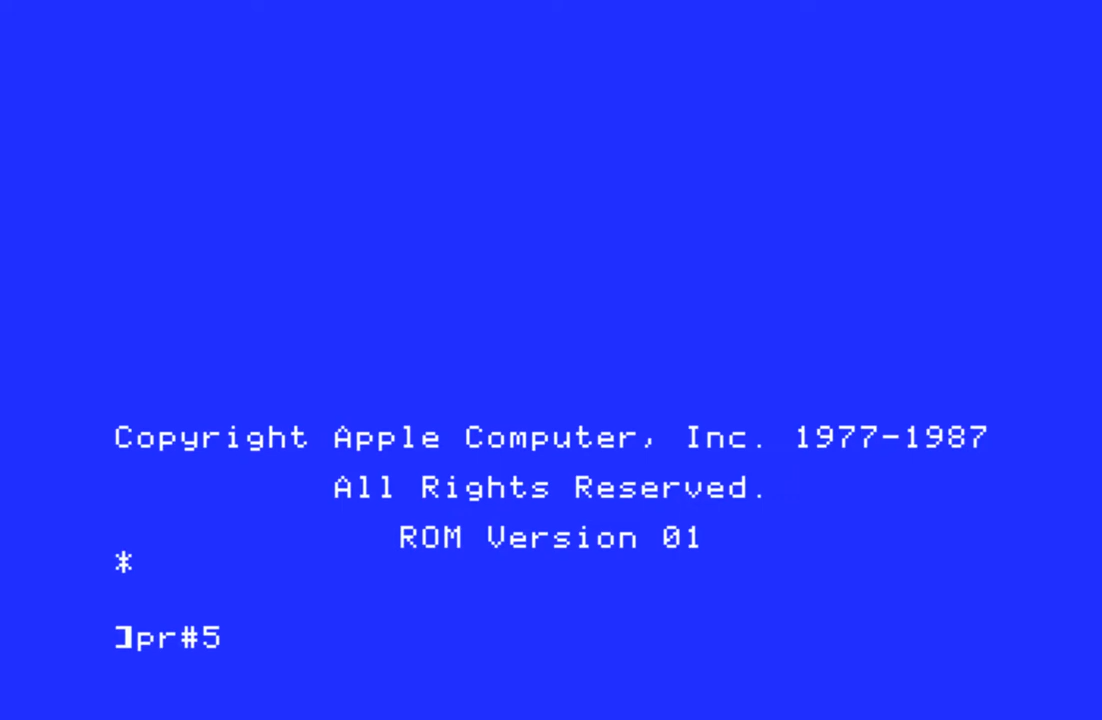 Copyright Apple Computer, Inc. 1977-1987
All Rights Reserved.
ROM Version 01
*
]pr#5